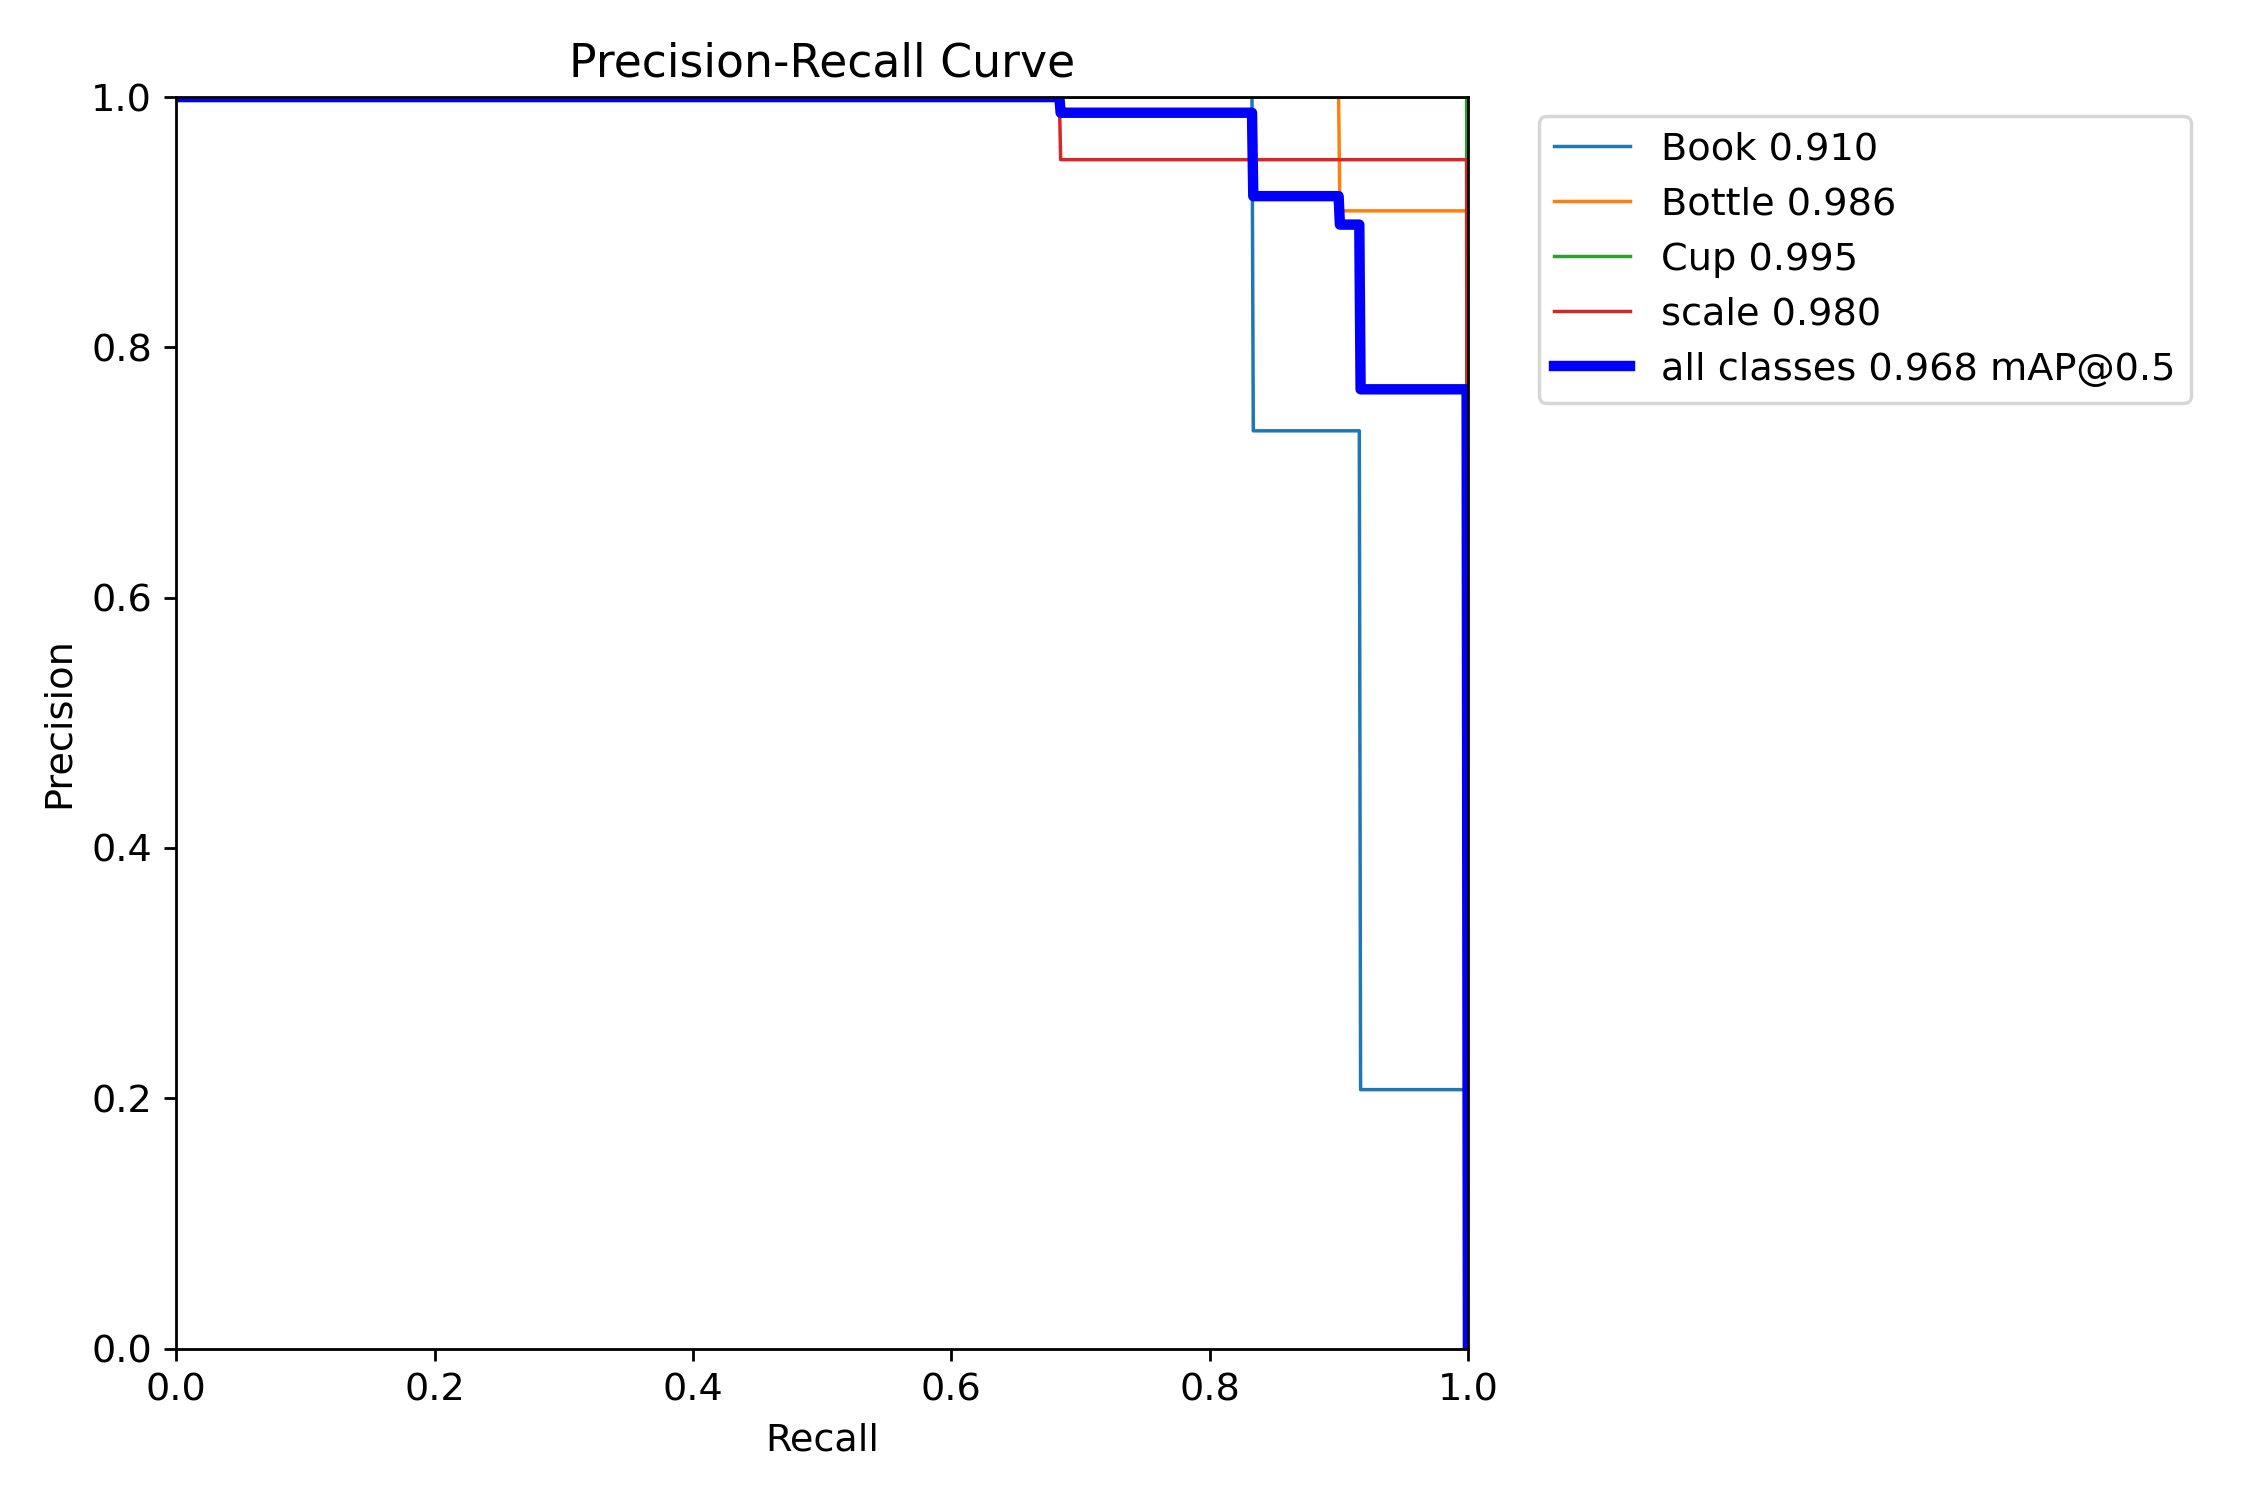 Precision-Recall Curve
1.0
0.8
0.6
0.4
0.2
0.0
Precision
0.0 0.2 0.4 0.6 0.8 1.0
Recall
Book 0.910
Bottle 0.986
Cup 0.995
scale 0.980
all classes 0.968 mAP@0.5